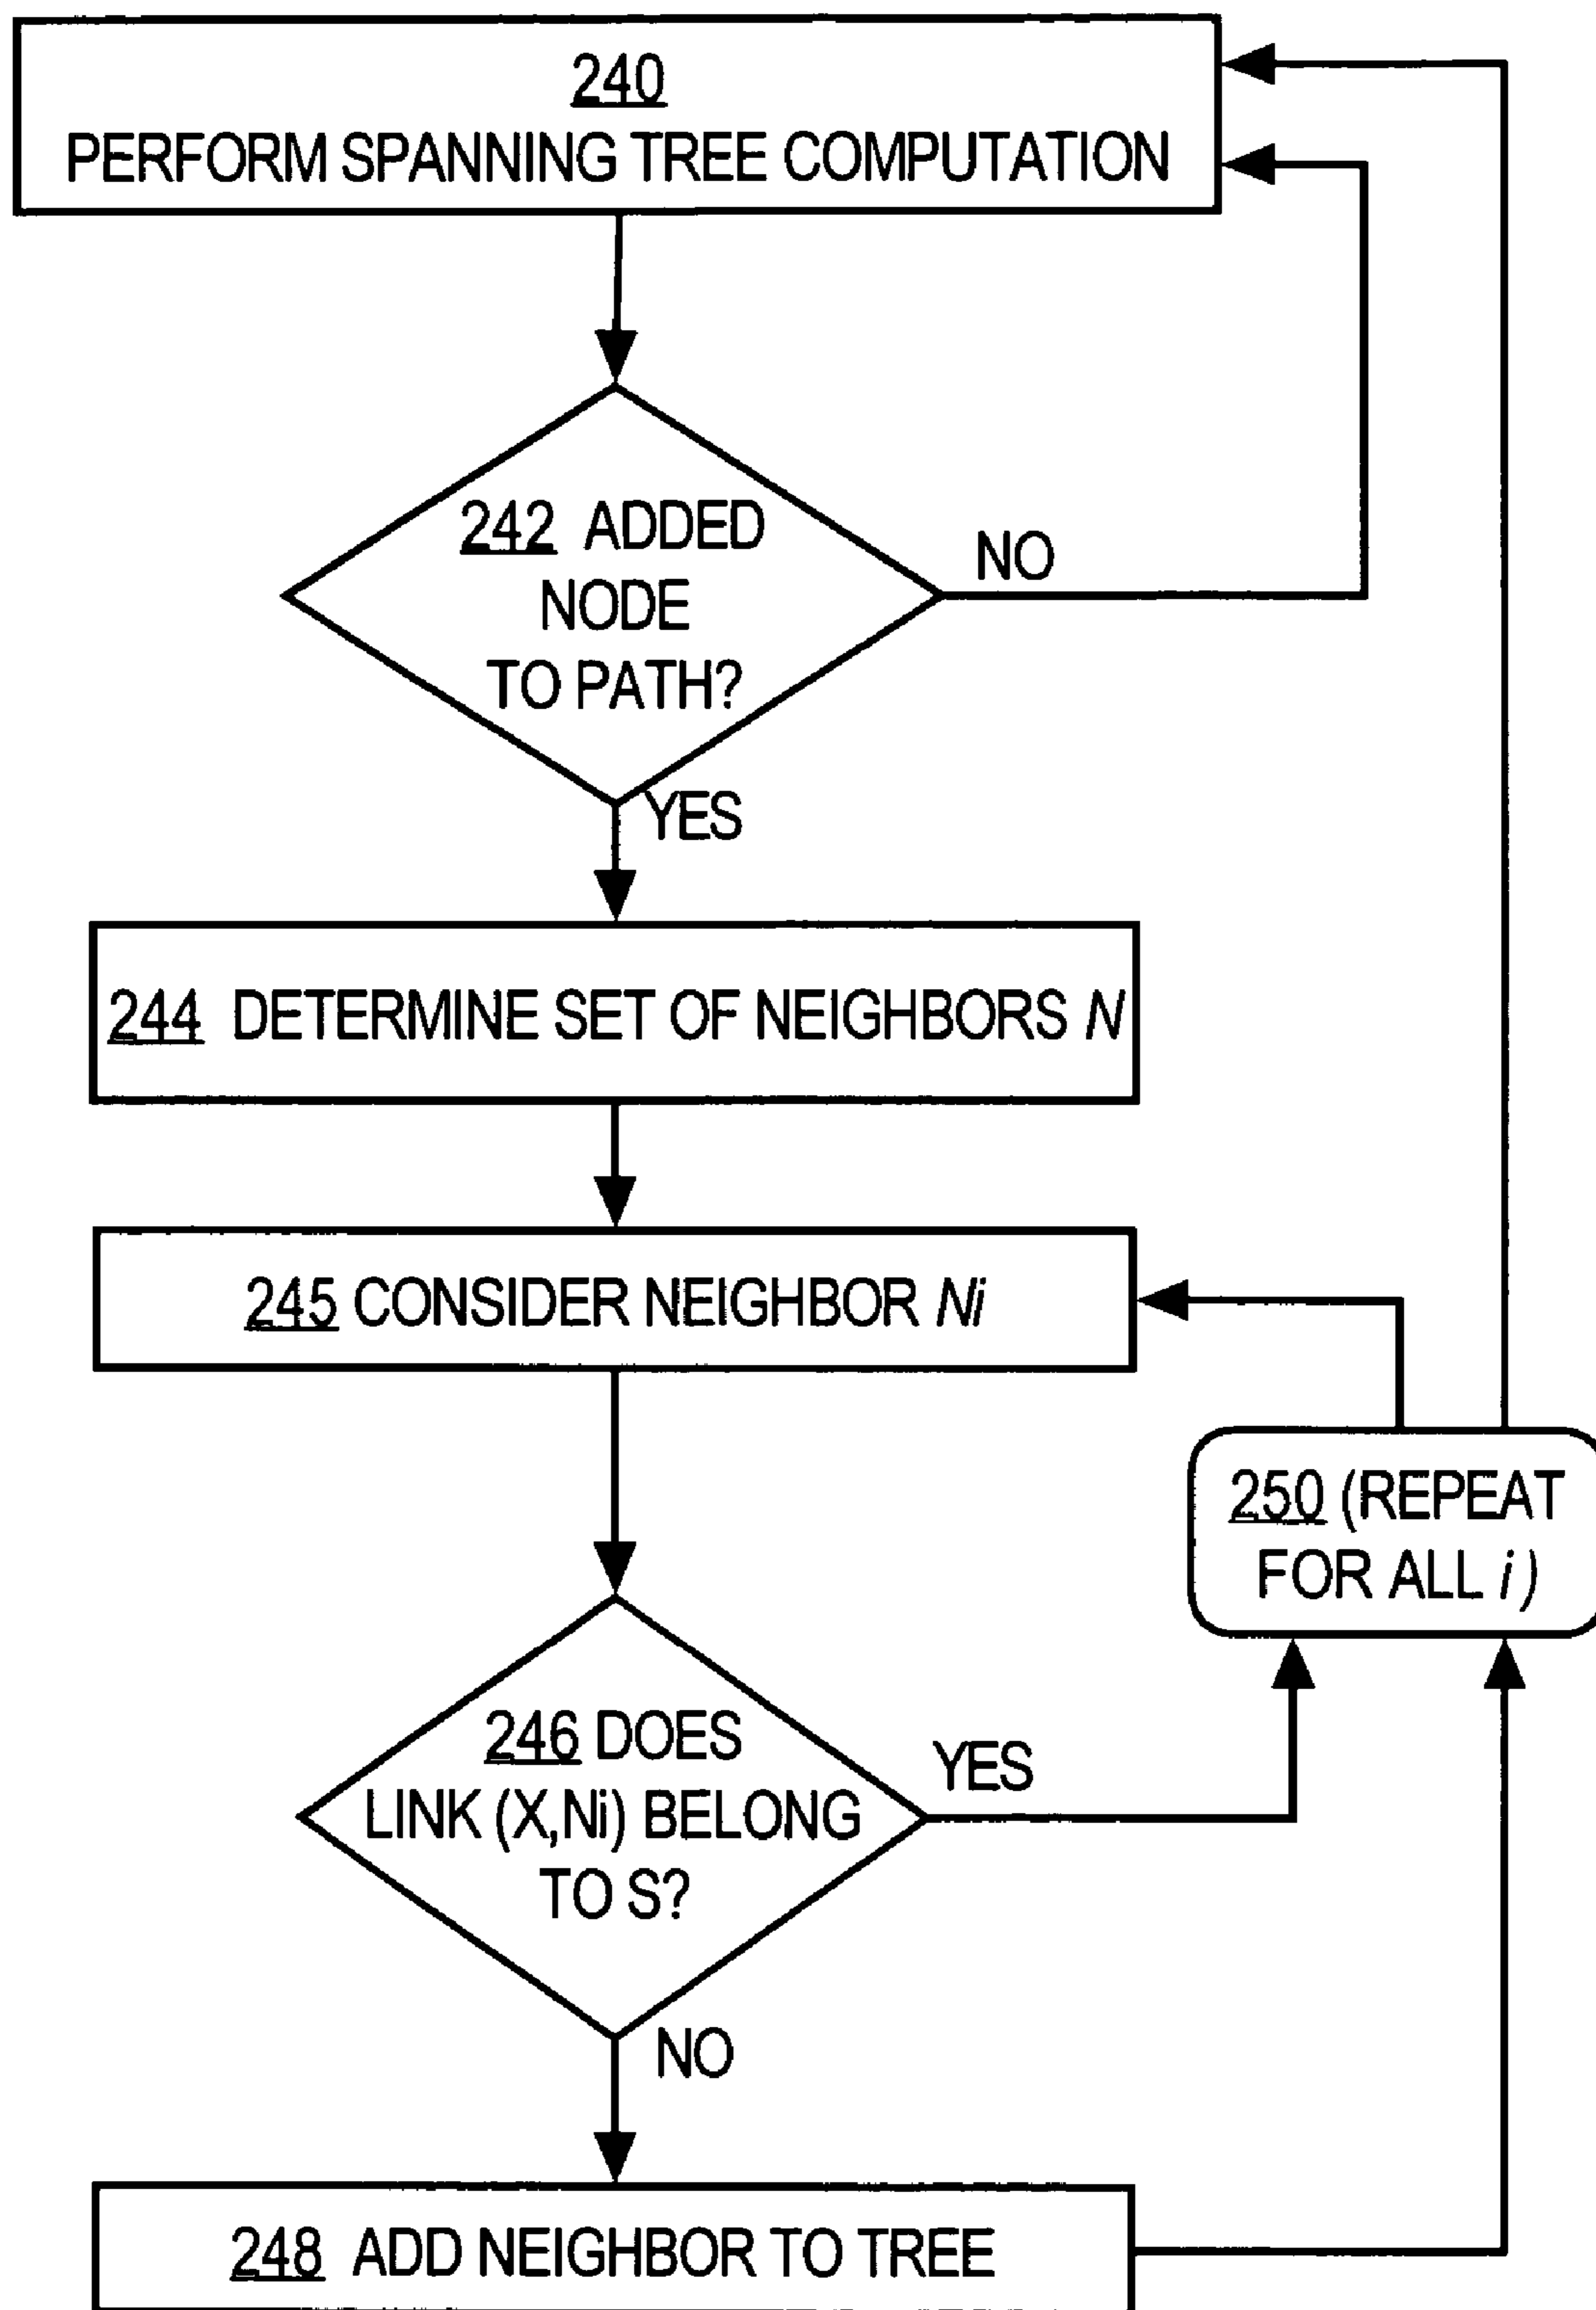 240
PERFORM SPANNING TREE COMPUTATION
242 ADDED
NODE
TO PATH?
NO
YES
244 DETERMINE SET OF NEIGHBORS N
245 CONSIDER NEIGHBOR Ni
250 (REPEAT
FOR ALL i)
246 DOES
LINK (X,Ni) BELONG
TO S?
YES
NO
248 ADD NEIGHBOR TO TREE